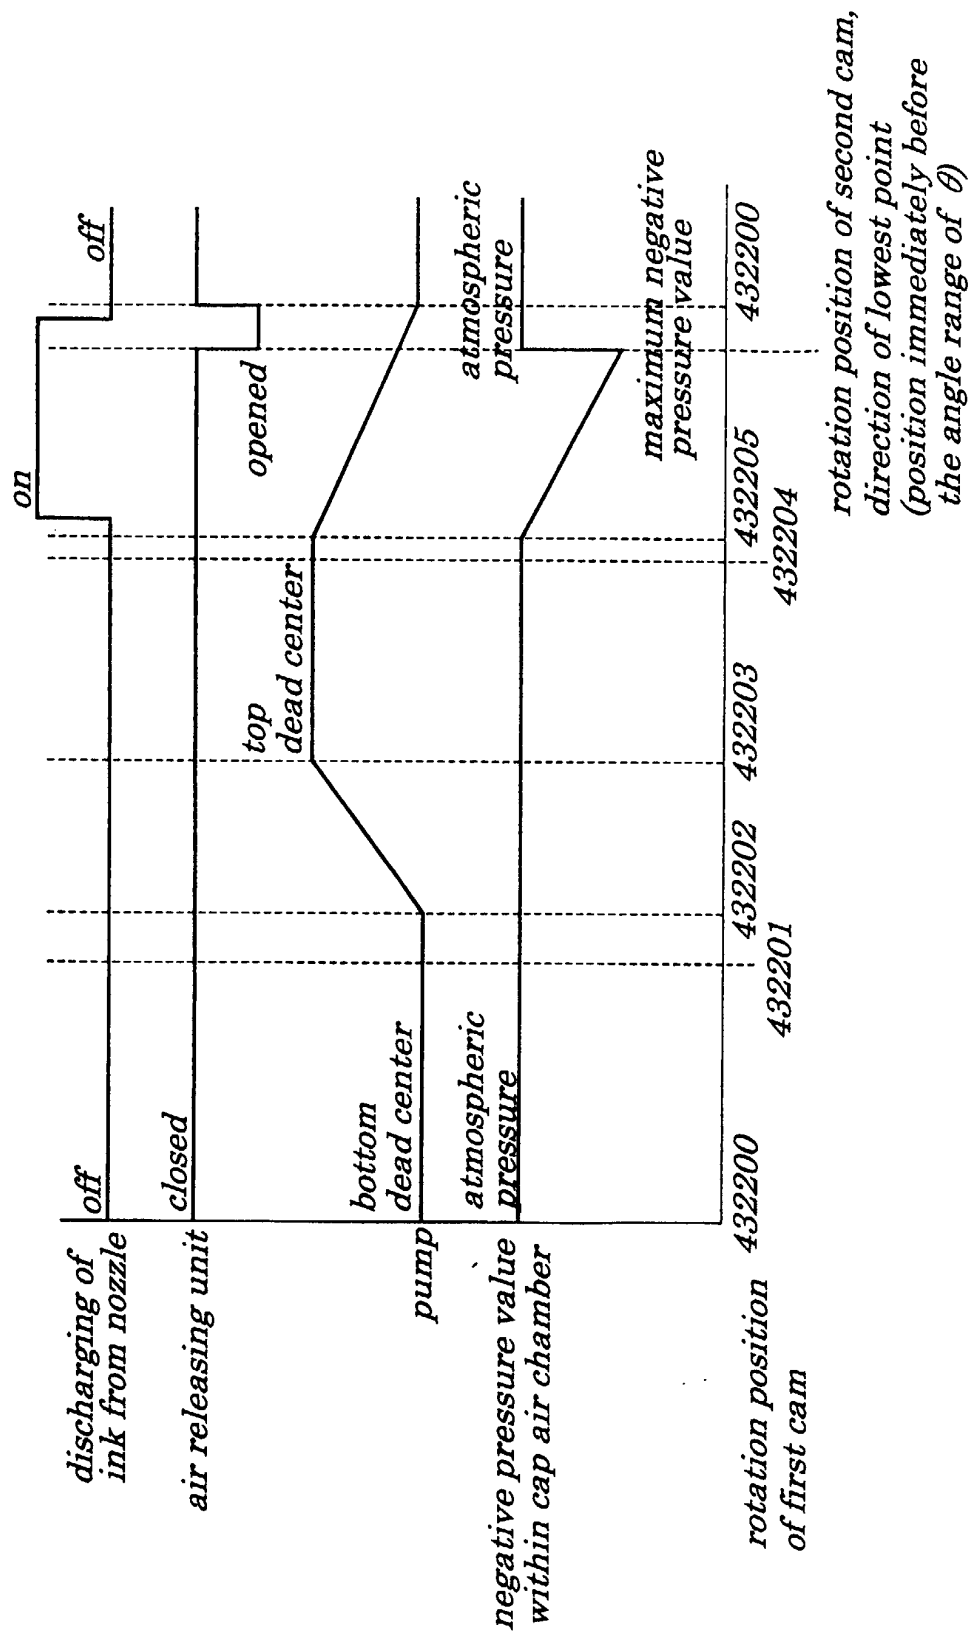 discharging of
ink from nozzle
off
on
off
air releasing unit
closed
opened
pump
bottom
dead center
top
dead center
negative pressure value
within cap air chamber
atmospheric
pressure
atmospheric
pressure
maximum negative
pressure value
rotation position
of first cam
432200
432201
432202
432203
432204
432205
432200
rotation position of second cam,
direction of lowest point
(position immediately before
the angle range of θ)